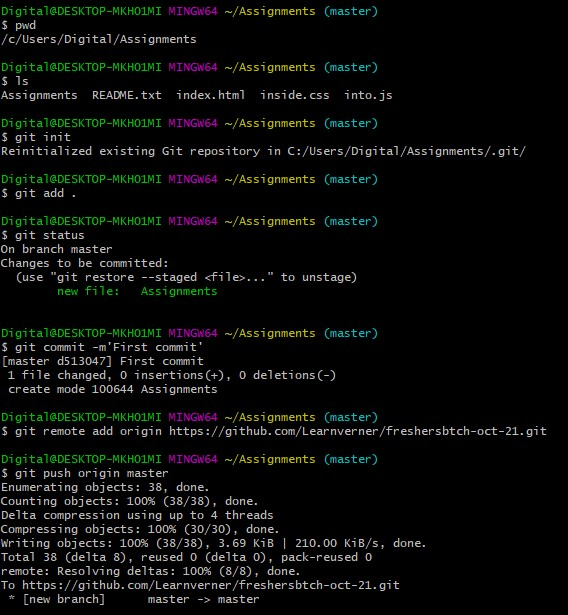 Digital@DESKTOP-MKHO1MI MINGW64 ~/Assignments (master)
$ pwd
/c/Users/Digital/Assignments
Digital@DESKTOP-MKHO1MI MINGW64 ~/Assignments (master)
$ ls
Assignments  README.txt  index.html  inside.css  into.js
Digital@DESKTOP-MKHO1MI MINGW64 ~/Assignments (master)
$ git init
Reinitialized existing Git repository in C:/Users/Digital/Assignments/.git/
Digital@DESKTOP-MKHO1MI MINGW64 ~/Assignments (master)
$ git add .
Digital@DESKTOP-MKHO1MI MINGW64 ~/Assignments (master)
$ git status
On branch master
Changes to be committed:
  (use "git restore --staged <file>..." to unstage)
        new file:   Assignments
Digital@DESKTOP-MKHO1MI MINGW64 ~/Assignments (master)
$ git commit -m'First commit'
[master d513047] First commit
 1 file changed, 0 insertions(+), 0 deletions(-)
 create mode 100644 Assignments
Digital@DESKTOP-MKHO1MI MINGW64 ~/Assignments (master)
$ git remote add origin https://github.com/Learnverner/freshersbtch-oct-21.git
Digital@DESKTOP-MKHO1MI MINGW64 ~/Assignments (master)
$ git push origin master
Enumerating objects: 38, done.
Counting objects: 100% (38/38), done.
Delta compression using up to 4 threads
Compressing objects: 100% (30/30), done.
Writing objects: 100% (38/38), 3.69 KiB | 210.00 KiB/s, done.
Total 38 (delta 8), reused 0 (delta 0), pack-reused 0
remote: Resolving deltas: 100% (8/8), done.
To https://github.com/Learnverner/freshersbtch-oct-21.git
 * [new branch]      master -> master